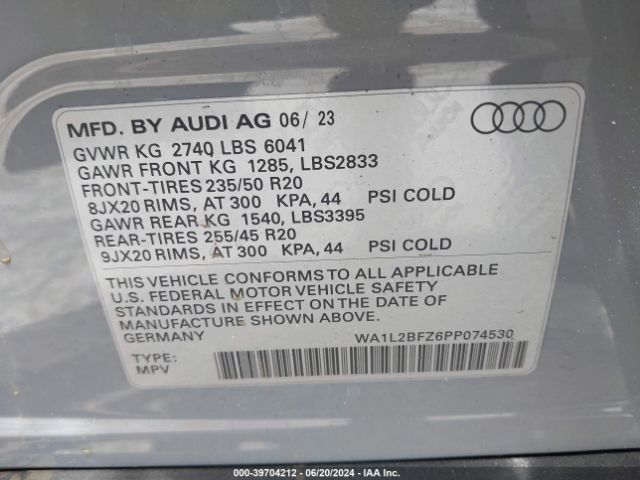 MFD. BY AUDI AG 06/ 23
GVWR KG 2740 LBS 6041
GAWR FRONT KG 1285, LBS2833
FRONT-TIRES 235/50 R20
8JX20 RIMS, AT 300 KPA, 44 PSI COLD
GAWR REAR KG 1540, LBS3395
REAR-TIRES 255/45 R20
9JX20 RIMS, AT 300 KPA, 44 PSI COLD
THIS VEHICLE CONFORMS TO ALL APPLICABLE
U.S. FEDERAL MOTOR VEHICLE SAFETY
STANDARDS IN EFFECT ON THE DATE OF
MANUFACTURE SHOWN ABOVE.
GERMANY WA1L2BFZ6PP074530
TYPE:
MPV
000-39704212 - 06/20/2024 - IAA Inc.